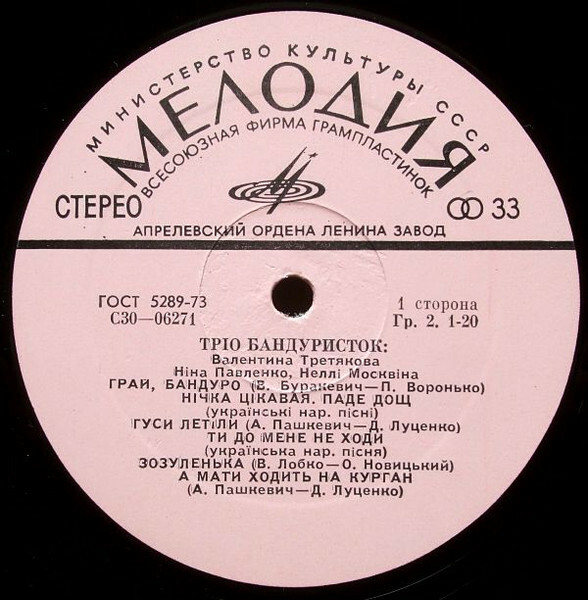 МИНИСТЕРСТВО КУЛЬТУРЫ СССР
МЕЛОДИЯ
ВСЕСОЮЗНАЯ ФИРМА ГРАМПЛАСТИНОК
СТЕРЕО
33
АПРЕЛЕВСКИЙ ОРДЕНА ЛЕНИНА ЗАВОД
ГОСТ 5289-73
С30—06271
1 сторона
Гр. 2. 1-20
ТРІО БАНДУРИСТОК:
Валентина Третякова
Ніна Павленко, Неллі Москвіна
ГРАЙ, БАНДУРО (В. Буракевич—П. Воронько)
НІЧКА ЦІКАВАЯ. ПАДЕ ДОЩ
(українські нар. пісні)
ГУСИ ЛЕТІЛИ (А. Пашкевич—Д. Луценко)
ТИ ДО МЕНЕ НЕ ХОДИ
(українська нар. пісня)
ЗОЗУЛЕНЬКА (В. Лобко—О. Новицький)
А МАТИ ХОДИТЬ НА КУРГАН
(А. Пашкевич—Д. Луценко)